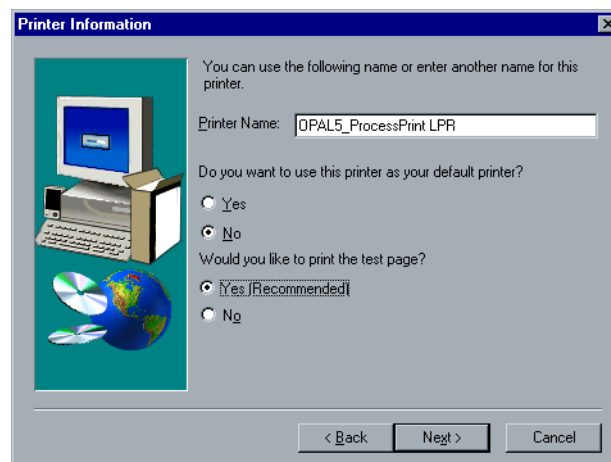 Printer Information
You can use the following name or enter another name for this
printer.
Printer Name: OPAL5_ProcessPrint LPR
Do you want to use this printer as your default printer?
Yes
No
Would you like to print the test page?
Yes (Recommended)
No
< Back Next > Cancel